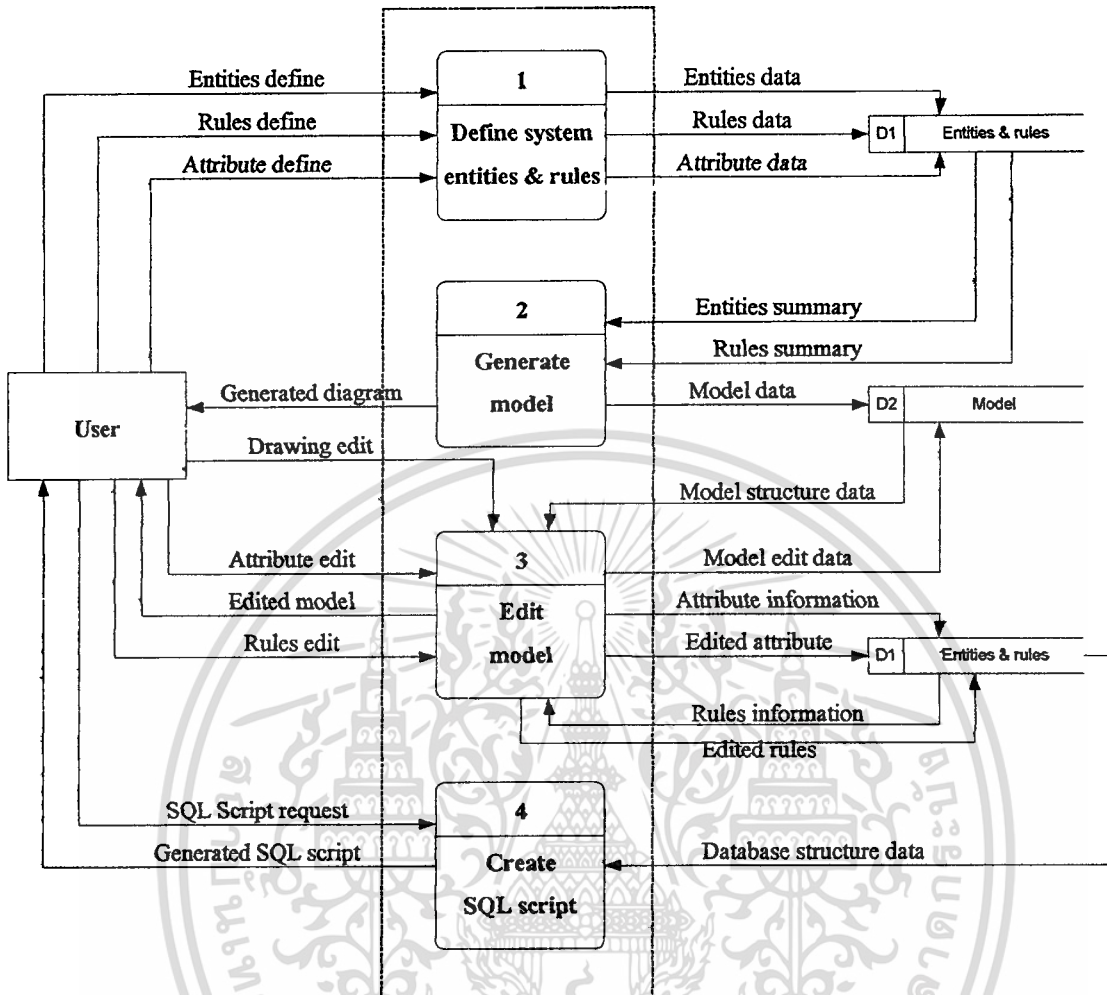 Entities define
1
Entities data
Rules define
Define system
entities & rules
Rules data
D1
Entities & rules
Attribute define
Attribute data
2
Entities summary
Generate
model
Rules summary
User
Generated diagram
Model data
D2
Model
Drawing edit
Model structure data
Attribute edit
3
Model edit data
Edited model
Edit
model
Attribute information
Rules edit
Edited attribute
D1
Entities & rules
Rules information
Edited rules
SQL Script request
4
Generated SQL script
Create
SQL script
Database structure data